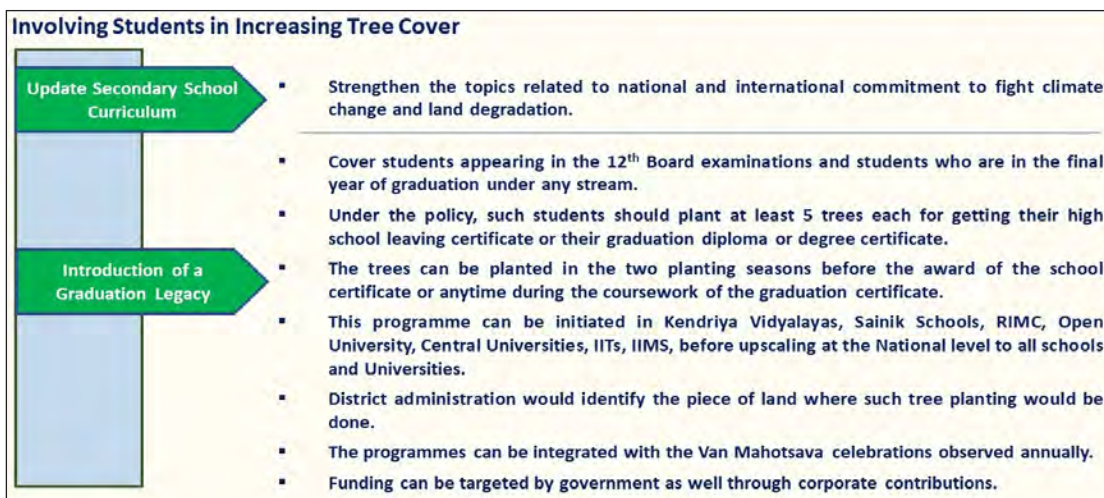 Involving Students in Increasing Tree Cover
Update Secondary School
Curriculum
▪ Strengthen the topics related to national and international commitment to fight climate
change and land degradation.
Introduction of a
Graduation Legacy
▪ Cover students appearing in the 12th Board examinations and students who are in the final
year of graduation under any stream.
▪ Under the policy, such students should plant at least 5 trees each for getting their high
school leaving certificate or their graduation diploma or degree certificate.
▪ The trees can be planted in the two planting seasons before the award of the school
certificate or anytime during the coursework of the graduation certificate.
▪ This programme can be initiated in Kendriya Vidyalayas, Sainik Schools, RIMC, Open
University, Central Universities, IITs, IIMS, before upscaling at the National level to all schools
and Universities.
▪ District administration would identify the piece of land where such tree planting would be
done.
▪ The programmes can be integrated with the Van Mahotsava celebrations observed annually.
▪ Funding can be targeted by government as well through corporate contributions.